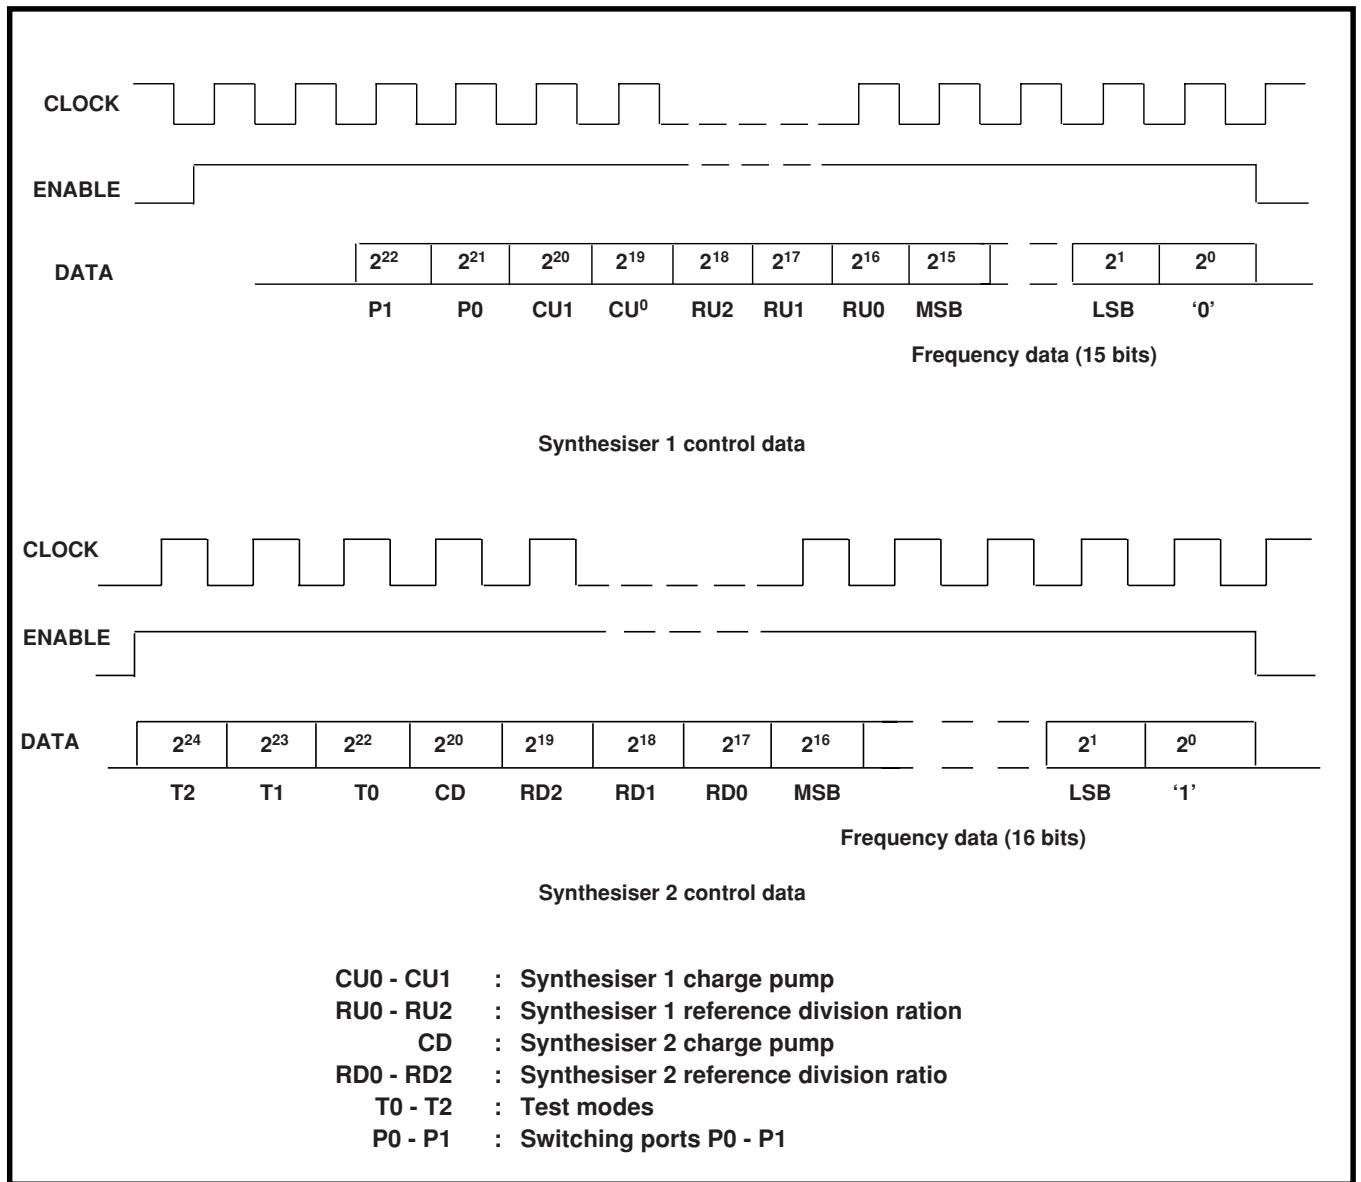 CLOCK
ENABLE
DATA
2²² 2²¹ 2²⁰ 2¹⁹ 2¹⁸ 2¹⁷ 2¹⁶ 2¹⁵ 2¹ 2⁰
P1 P0 CU1 CU⁰ RU2 RU1 RU0 MSB LSB ‘0’
Frequency data (15 bits)
Synthesiser 1 control data
CLOCK
ENABLE
DATA
2²⁴ 2²³ 2²² 2²⁰ 2¹⁹ 2¹⁸ 2¹⁷ 2¹⁶ 2¹ 2⁰
T2 T1 T0 CD RD2 RD1 RD0 MSB LSB ‘1’
Frequency data (16 bits)
Synthesiser 2 control data
CU0 - CU1 : Synthesiser 1 charge pump
RU0 - RU2 : Synthesiser 1 reference division ration
CD : Synthesiser 2 charge pump
RD0 - RD2 : Synthesiser 2 reference division ratio
T0 - T2 : Test modes
P0 - P1 : Switching ports P0 - P1